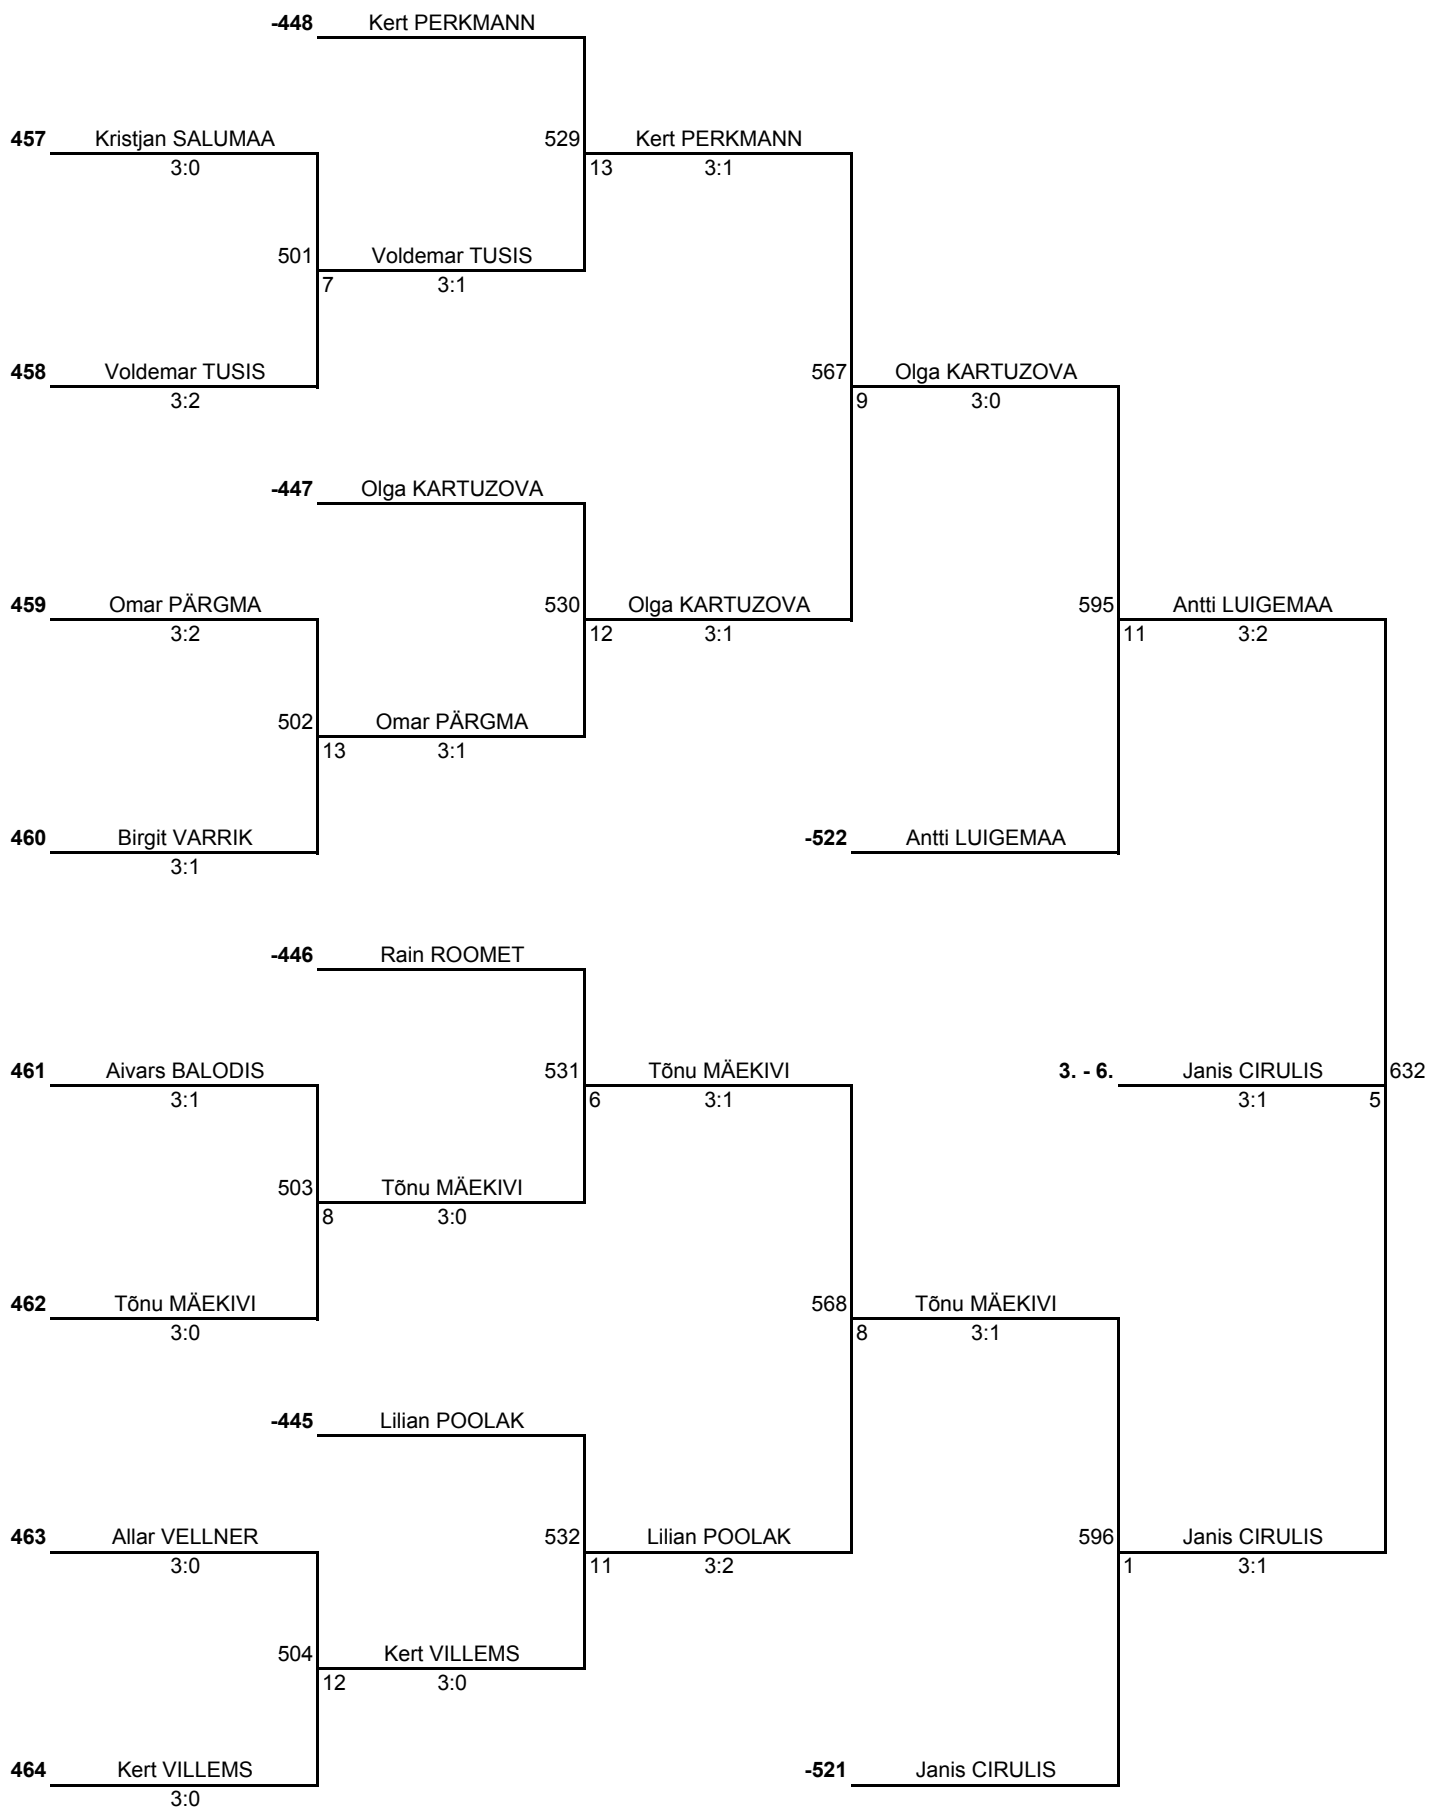 -448 Kert PERKMANN
457 Kristjan SALUMAA 529 Kert PERKMANN
3:0 13 3:1
501 Voldemar TUSIS
7 3:1
458 Voldemar TUSIS 567 Olga KARTUZOVA
3:2 9 3:0
-447 Olga KARTUZOVA
459 Omar PÄRGMA 530 Olga KARTUZOVA 595 Antti LUIGEMAA
3:2 12 3:1 11 3:2
502 Omar PÄRGMA
13 3:1
460 Birgit VARRIK -522 Antti LUIGEMAA
3:1
-446 Rain ROOMET
461 Aivars BALODIS 531 Tõnu MÄEKIVI 3. - 6. Janis CIRULIS 632
3:1 6 3:1 3:1 5
503 Tõnu MÄEKIVI
8 3:0
462 Tõnu MÄEKIVI 568 Tõnu MÄEKIVI
3:0 8 3:1
-445 Lilian POOLAK
463 Allar VELLNER 532 Lilian POOLAK 596 Janis CIRULIS
3:0 11 3:2 1 3:1
504 Kert VILLEMS
12 3:0
464 Kert VILLEMS -521 Janis CIRULIS
3:0